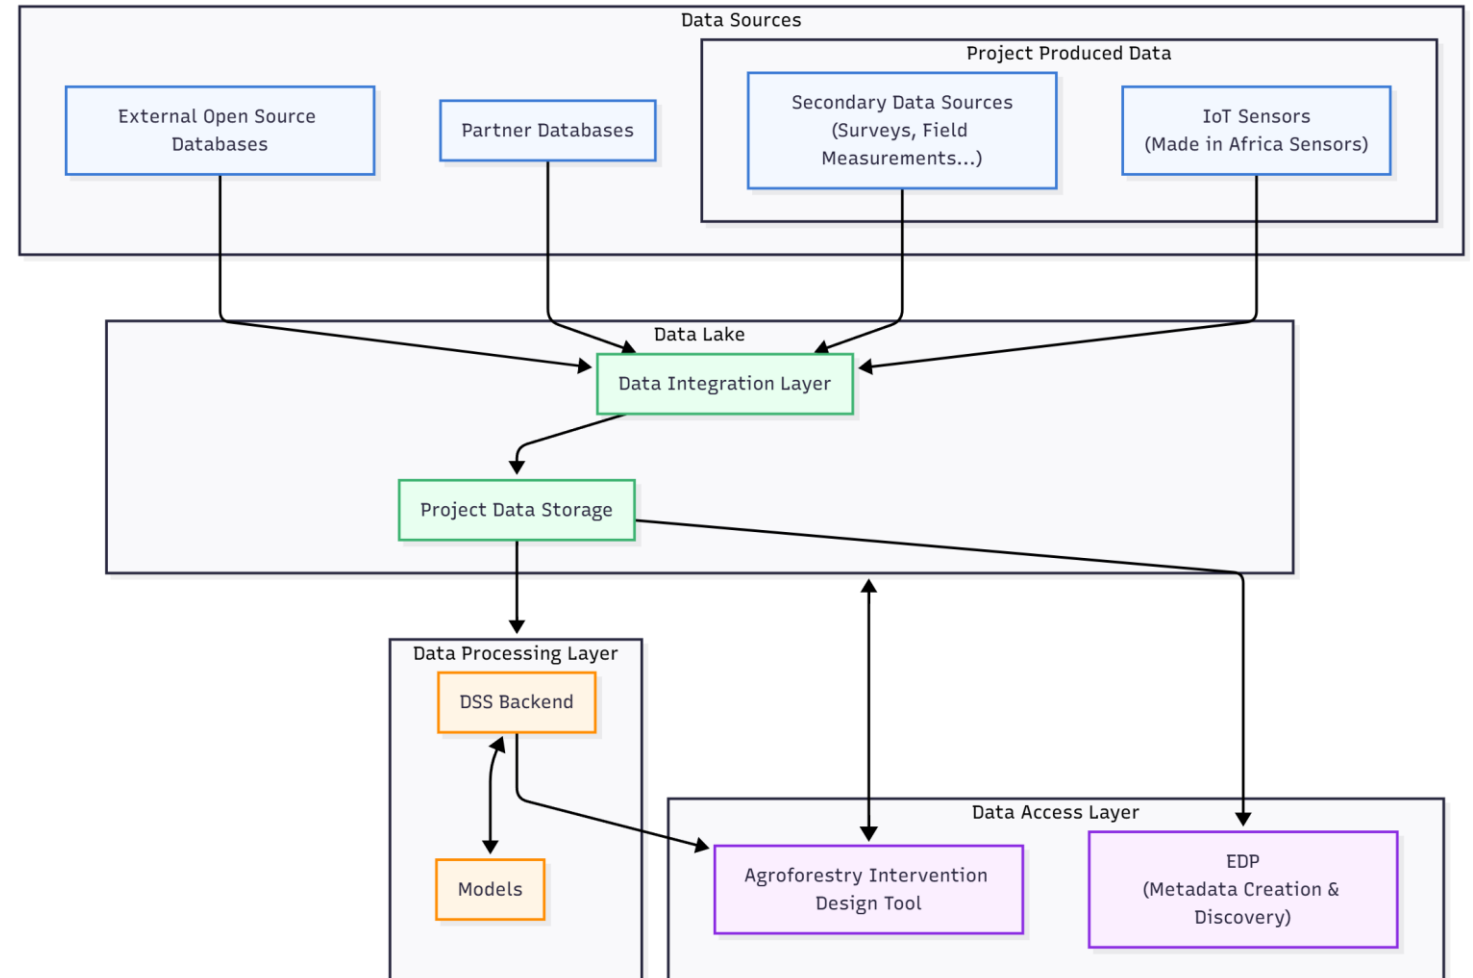 Data Sources
Project Produced Data
External Open Source
Databases
Partner Databases
Secondary Data Sources
(Surveys, Field
Measurements...)
IoT Sensors
(Made in Africa Sensors)
Data Lake
Data Integration Layer
Project Data Storage
Data Processing Layer
DSS Backend
Models
Data Access Layer
Agroforestry Intervention
Design Tool
EDP
(Metadata Creation &
Discovery)